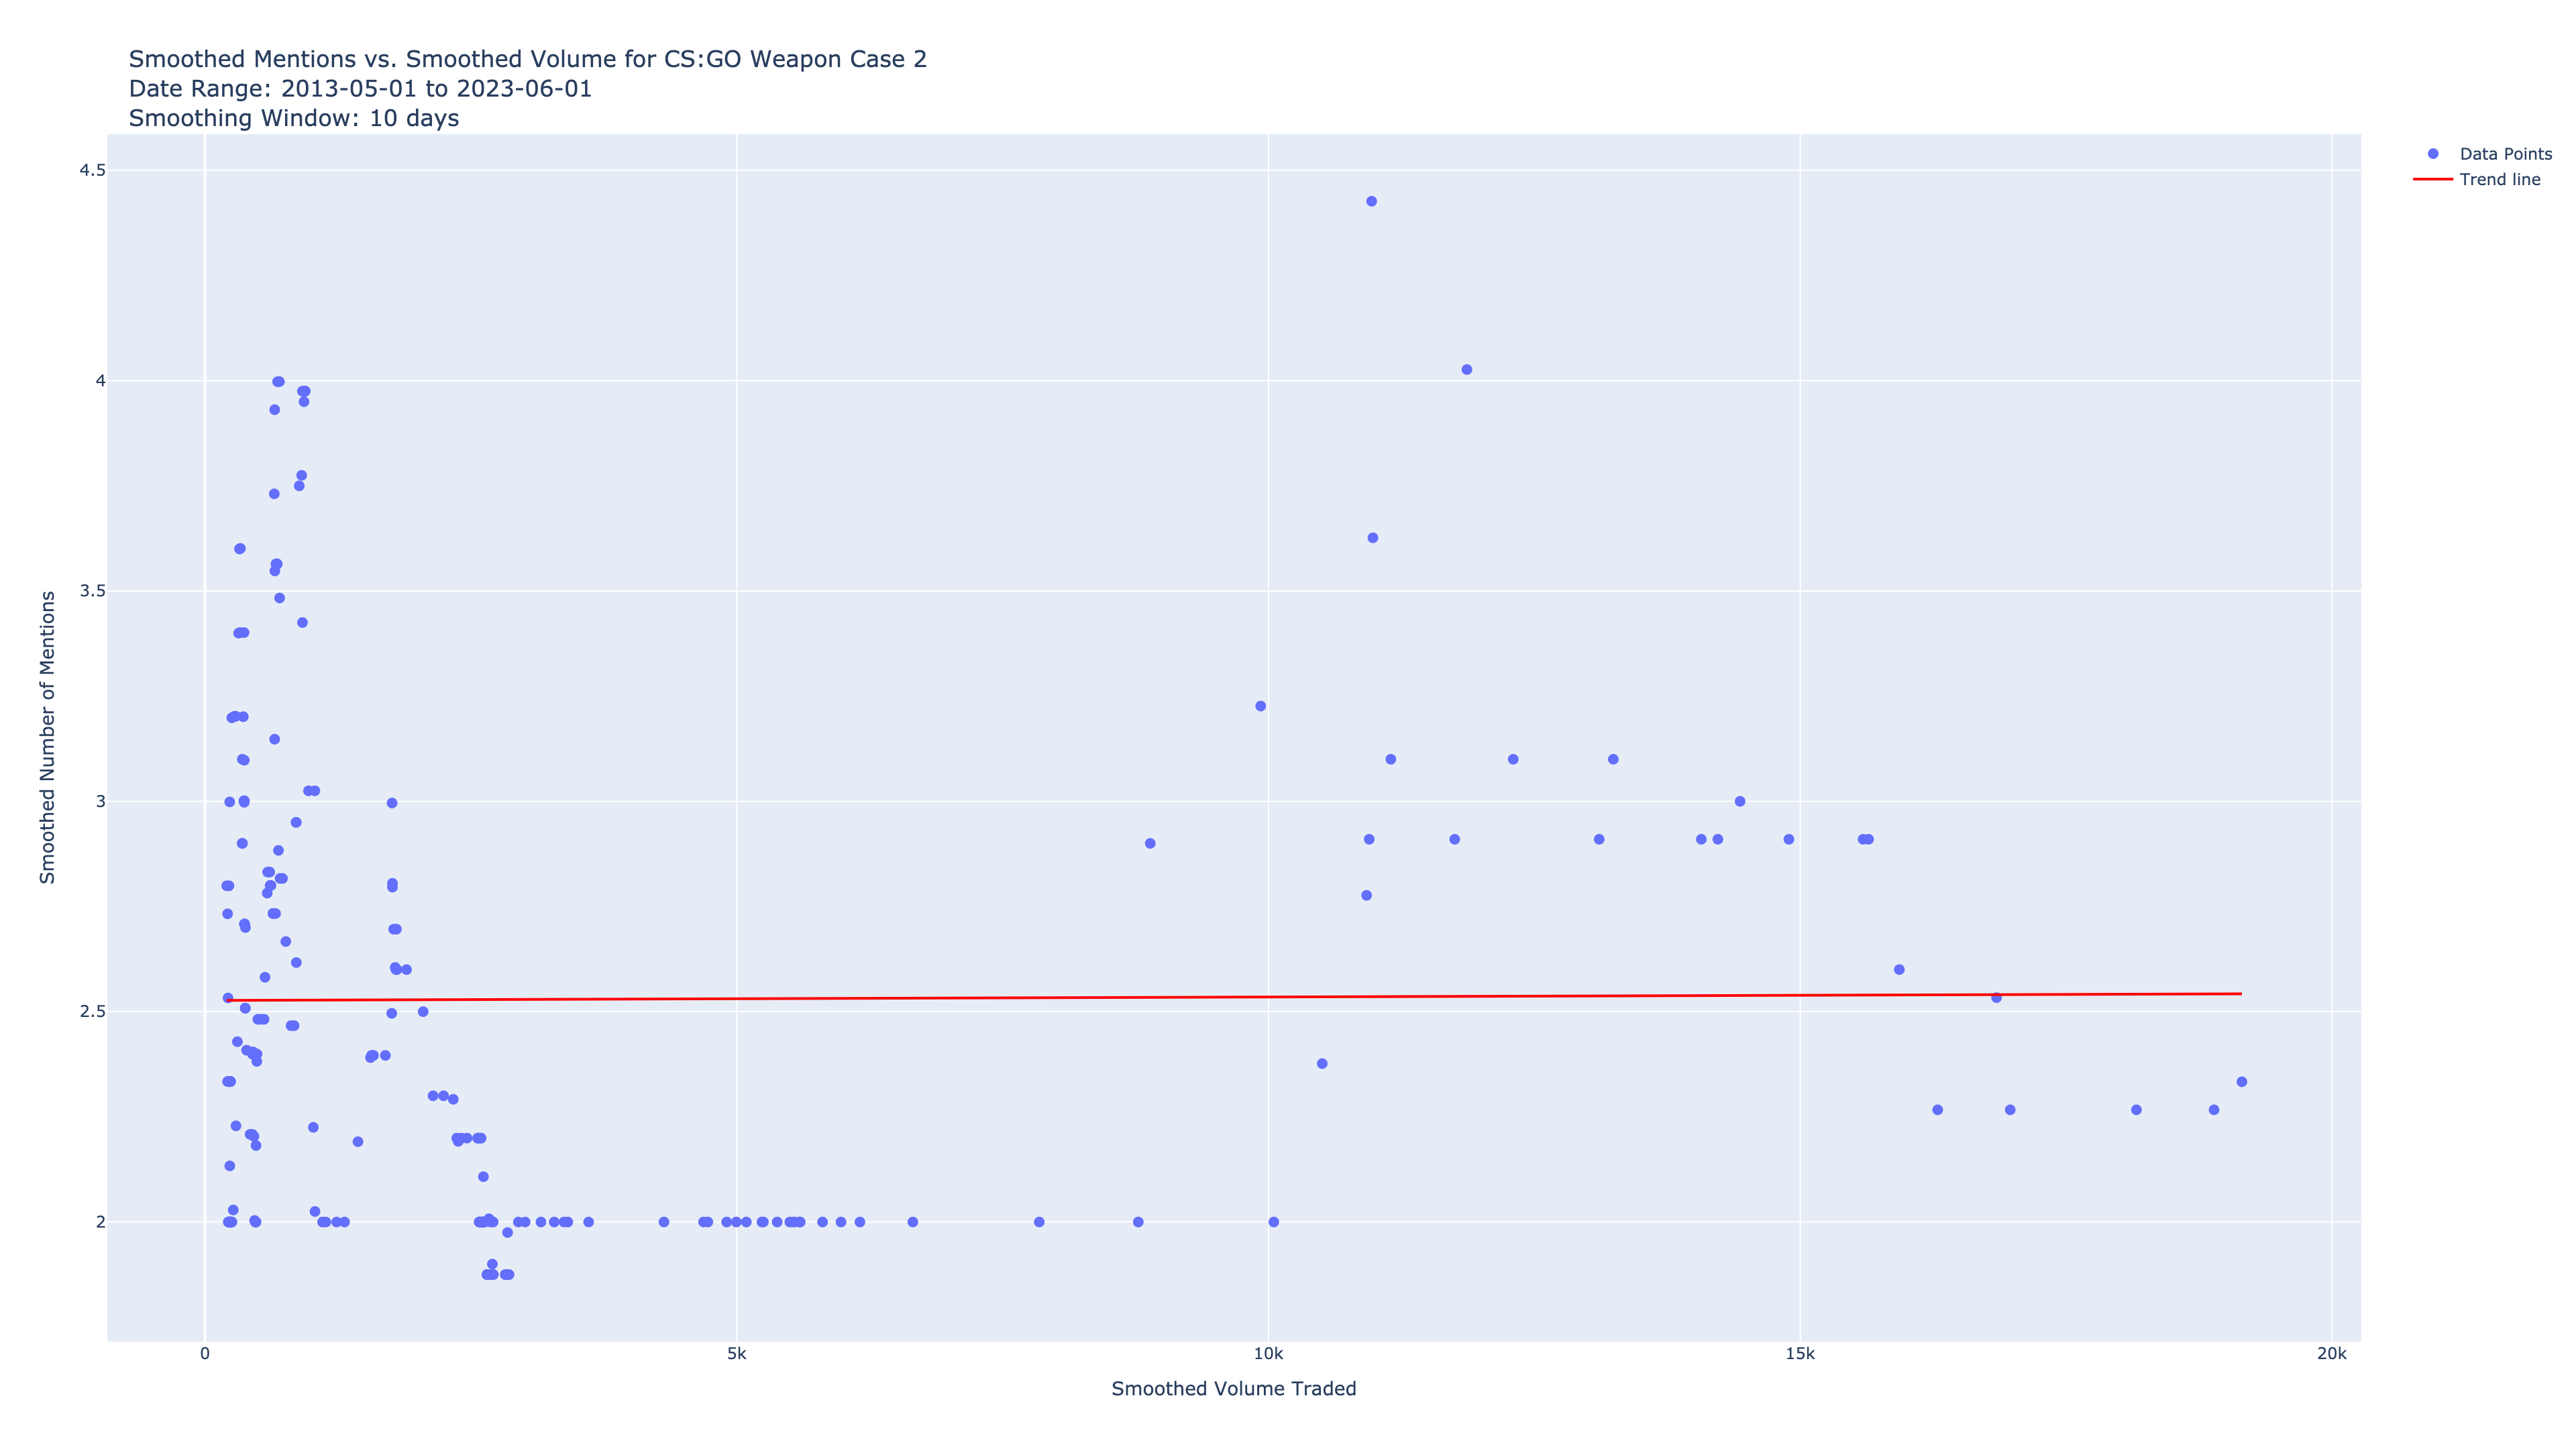 Smoothed Mentions vs. Smoothed Volume for CS:GO Weapon Case 2
Date Range: 2013-05-01 to 2023-06-01
Smoothing Window: 10 days
Data Points
Trend line
Smoothed Number of Mentions
4.5
4
3.5
3
2.5
2
0
5k
10k
15k
20k
Smoothed Volume Traded